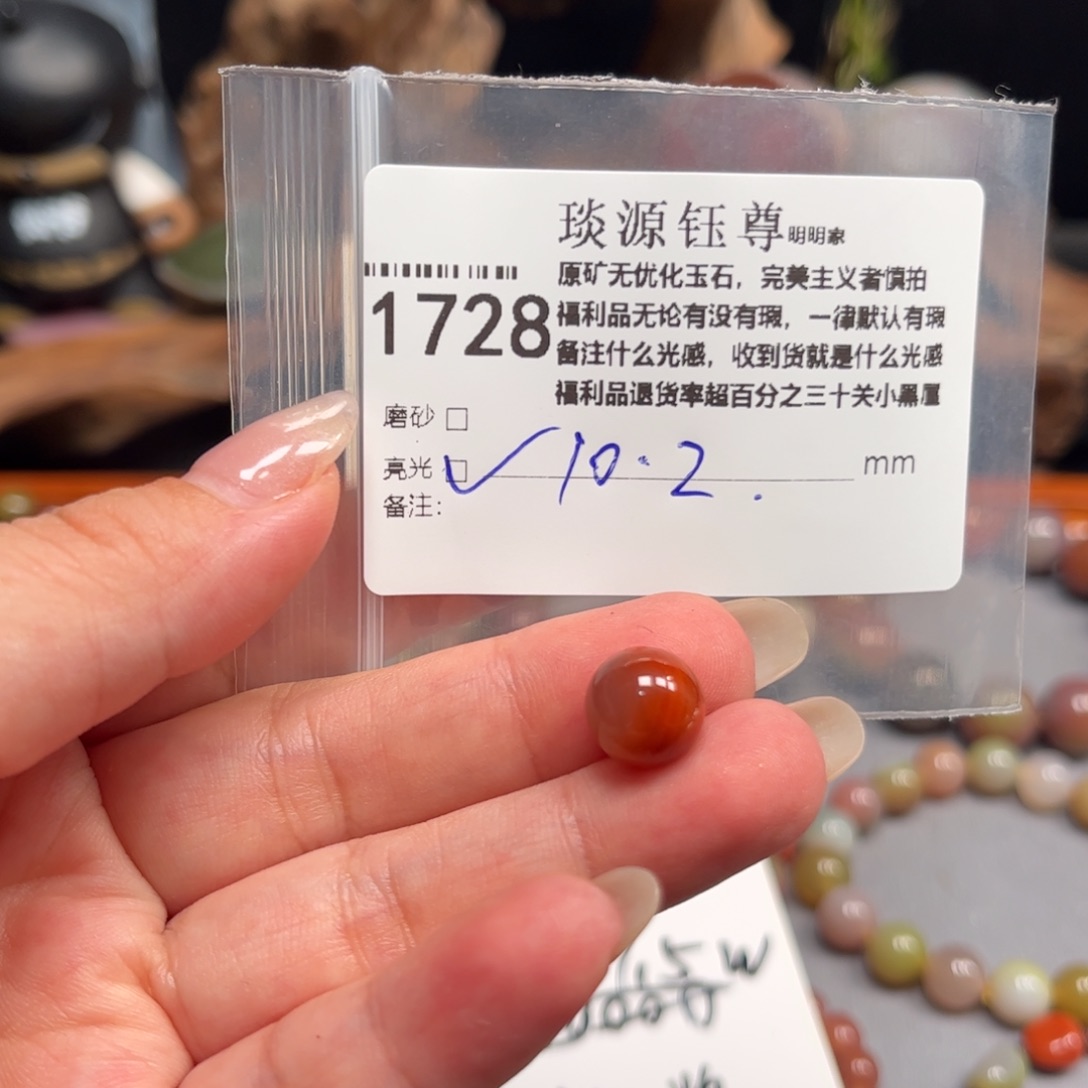 琰源钰尊明明家
原矿无优化玉石，完美主义者慎拍
1728
福利品无论有没有瑕，一律默认有瑕
备注什么光感，收到货就是什么光感
福利品退货率超百分之三十关小黑屋
磨砂 □
亮光 □ ✓ 10.2. mm
备注: